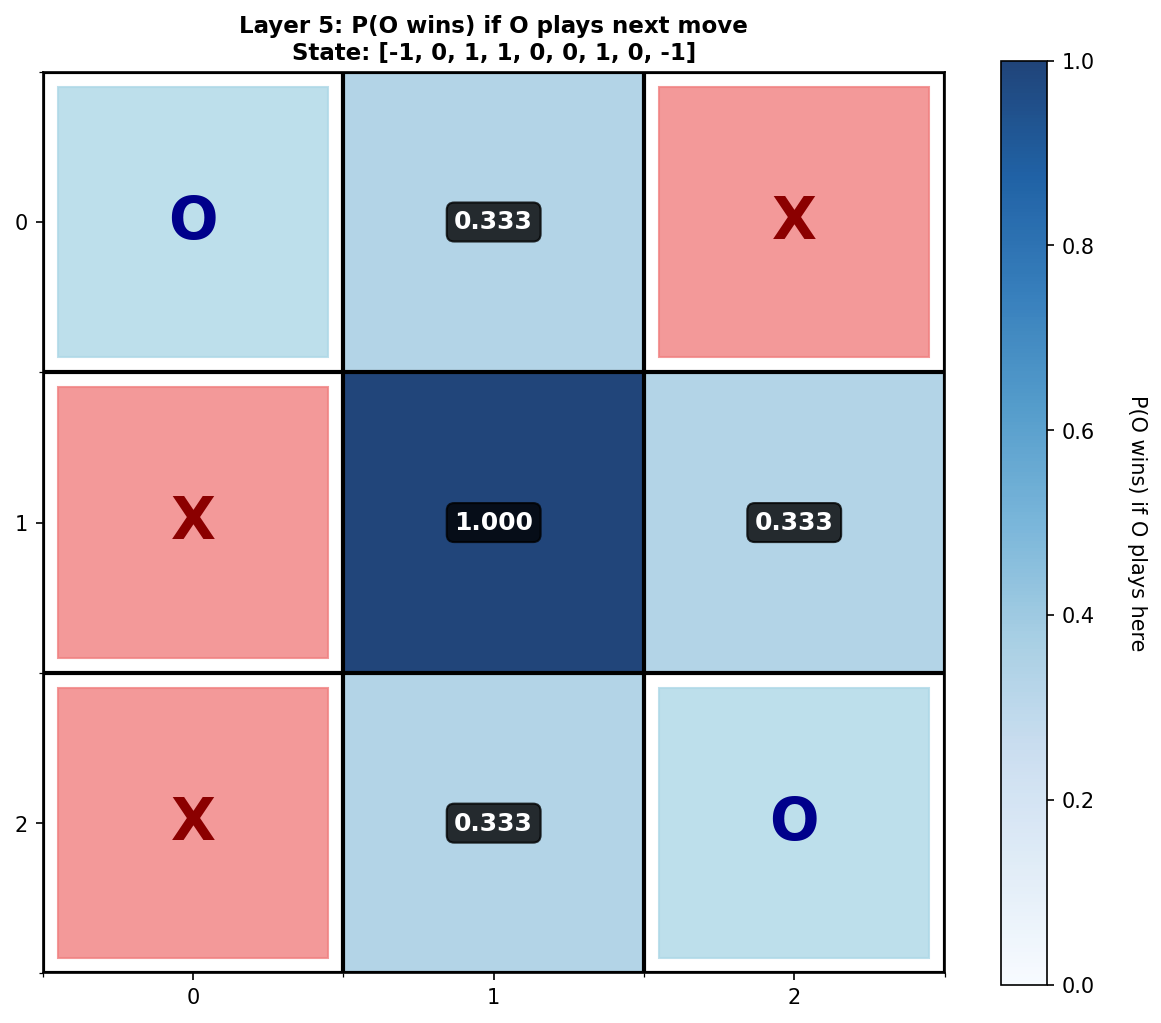 Layer 5: P(O wins) if O plays next move
State: [-1, 0, 1, 1, 0, 0, 1, 0, -1]
0
O
0.333
X
1
X
1.000
0.333
2
X
0.333
O
0
1
2
1.0
0.8
0.6
0.4
0.2
0.0
P(O wins) if O plays here